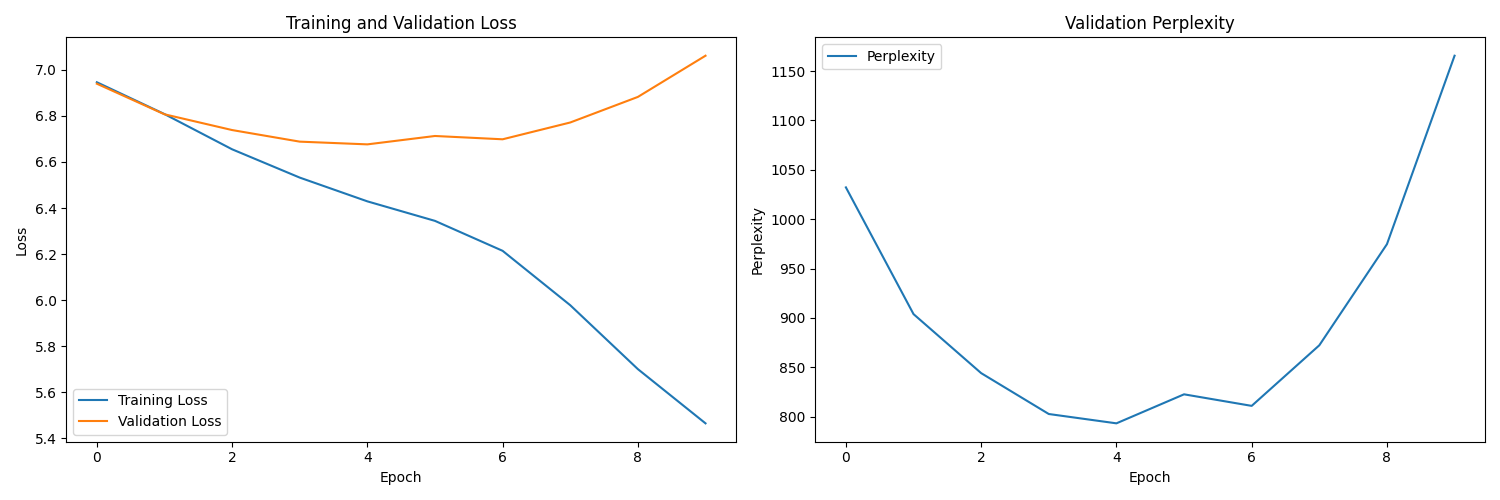 Training and Validation Loss
7.0
6.8
6.6
6.4
6.2
6.0
5.8
5.6
5.4
Loss
Training Loss
Validation Loss
0 2 4 6 8
Epoch
Validation Perplexity
Perplexity
1150
1100
1050
1000
950
900
850
800
Perplexity
0 2 4 6 8
Epoch